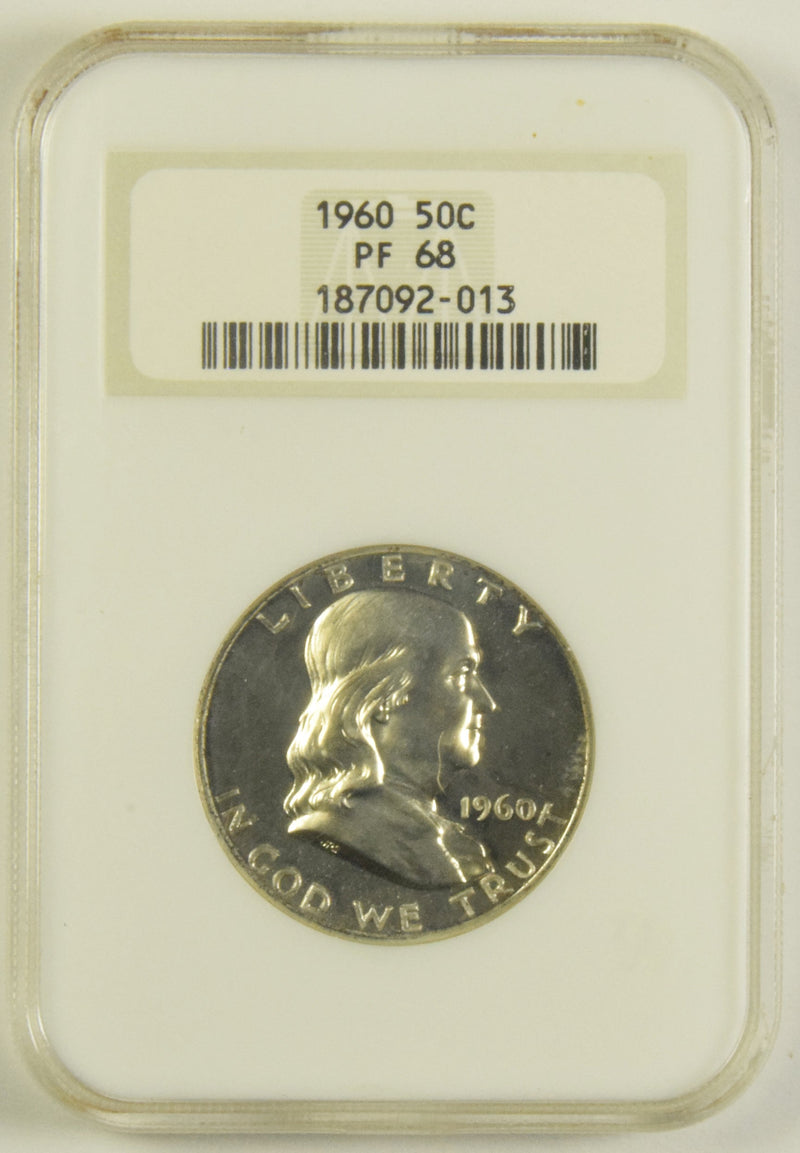 1960 50C
PF 68
187092-013
LIBERTY
1960
IN GOD WE TRUST